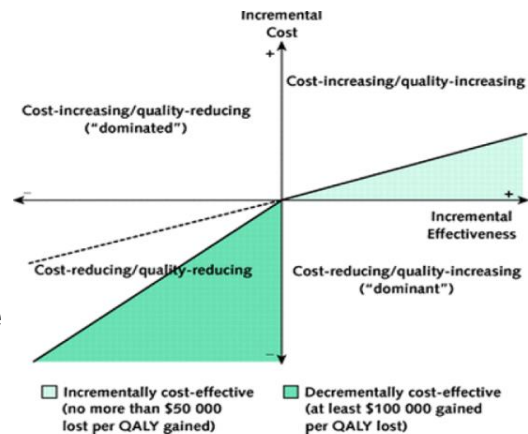 Incremental
Cost
+
Cost-increasing/quality-increasing
Cost-increasing/quality-reducing
("dominated")
–
+
Incremental
Effectiveness
Cost-reducing/quality-reducing
Cost-reducing/quality-increasing
("dominant")
e
–
Incrementally cost-effective
(no more than $50 000
lost per QALY gained)
Decrementally cost-effective
(at least $100 000 gained
per QALY lost)